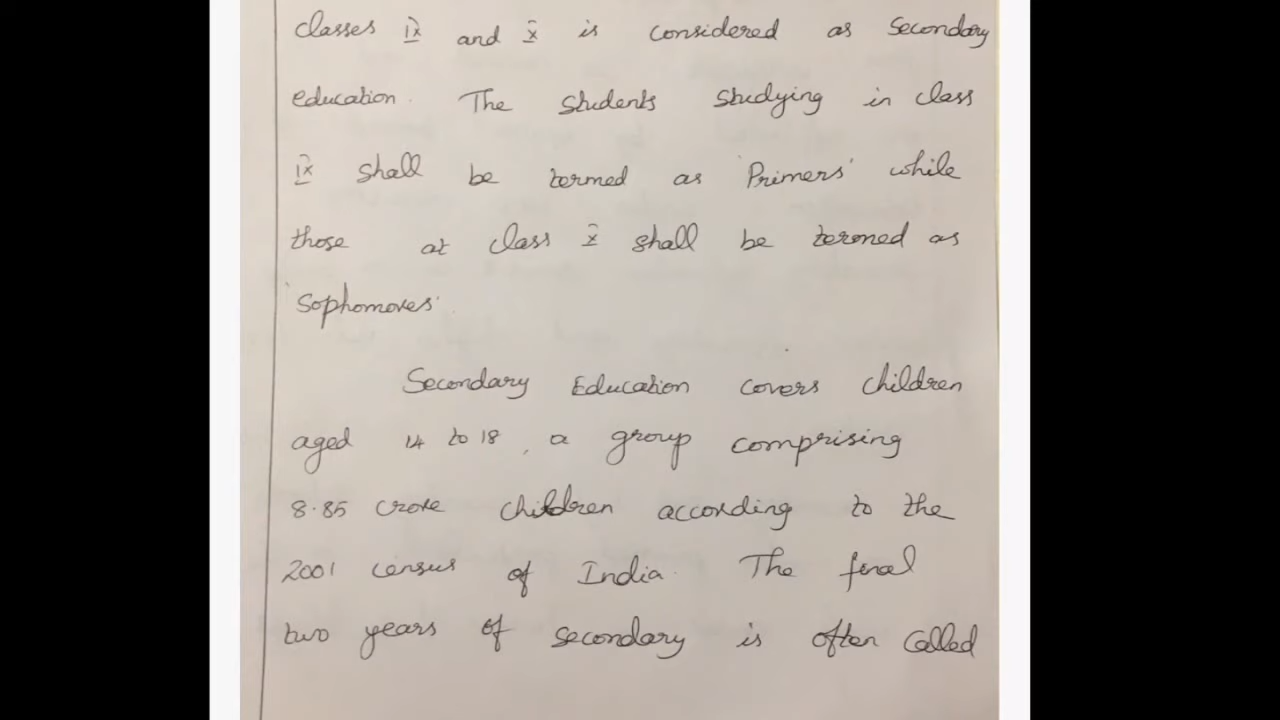 classes IX and X is considered as Secondary
education. The students studying in class
IX shall be termed as 'Primers' while
those at class X shall be termed as
'Sophomores'
Secondary Education covers children
aged 14 to 18, a group comprising
8.85 crore children according to the
2001 census of India. The final
two years of secondary is often called